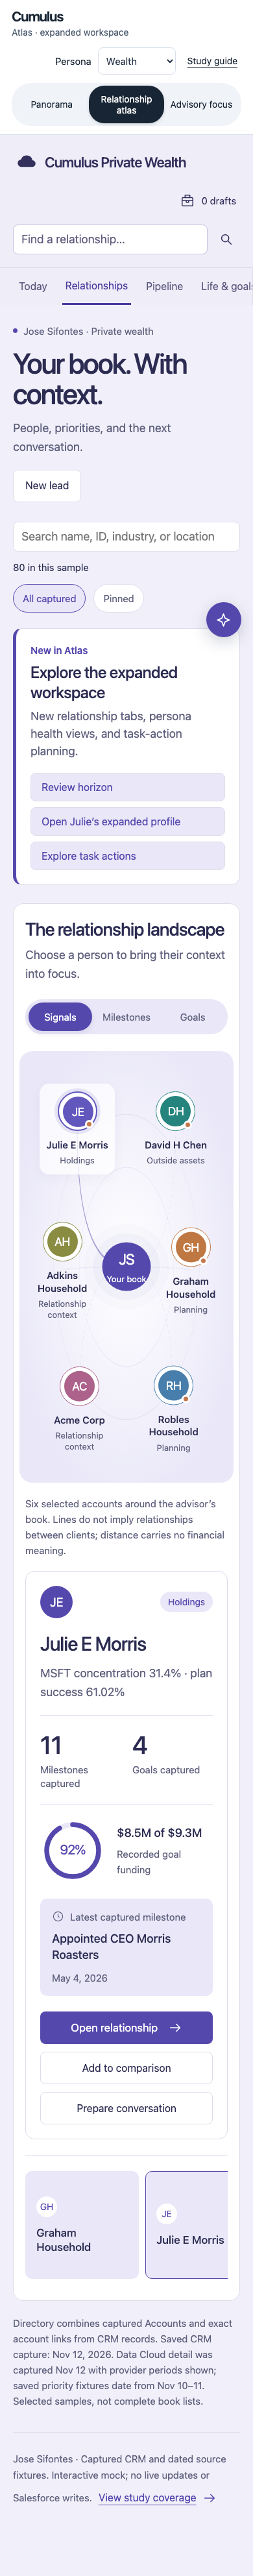 Cumulus
Atlas · expanded workspace
Persona
Wealth
Study guide
Panorama
Relationship
atlas
Advisory focus
Cumulus Private Wealth
0 drafts
Find a relationship...
Today
Relationships
Pipeline
Life & goals
Jose Sifontes · Private wealth
Your book. With
context.
People, priorities, and the next
conversation.
New lead
Search name, ID, industry, or location
80 in this sample
All captured
Pinned
New in Atlas
Explore the expanded
workspace
New relationship tabs, persona
health views, and task-action
planning.
Review horizon
Open Julie's expanded profile
Explore task actions
The relationship landscape
Choose a person to bring their context
into focus.
Signals
Milestones
Goals
JE
Julie E Morris
Holdings
DH
David H Chen
Outside assets
AH
Adkins
Household
Relationship
context
JS
Your book
GH
Graham
Household
Planning
AC
Acme Corp
Relationship
context
RH
Robles
Household
Planning
Six selected accounts around the advisor's
book. Lines do not imply relationships
between clients; distance carries no financial
meaning.
JE
Holdings
Julie E Morris
MSFT concentration 31.4% · plan
success 61.02%
11
Milestones
captured
4
Goals captured
92%
$8.5M of $9.3M
Recorded goal
funding
Latest captured milestone
Appointed CEO Morris
Roasters
May 4, 2026
Open relationship
Add to comparison
Prepare conversation
GH
Graham
Household
JE
Julie E Morris
Directory combines captured Accounts and exact
account links from CRM records. Saved CRM
capture: Nov 12, 2026. Data Cloud detail was
captured Nov 12 with provider periods shown;
saved priority fixtures date from Nov 10–11.
Selected samples, not complete book lists.
Jose Sifontes · Captured CRM and dated source
fixtures. Interactive mock; no live updates or
Salesforce writes.
View study coverage